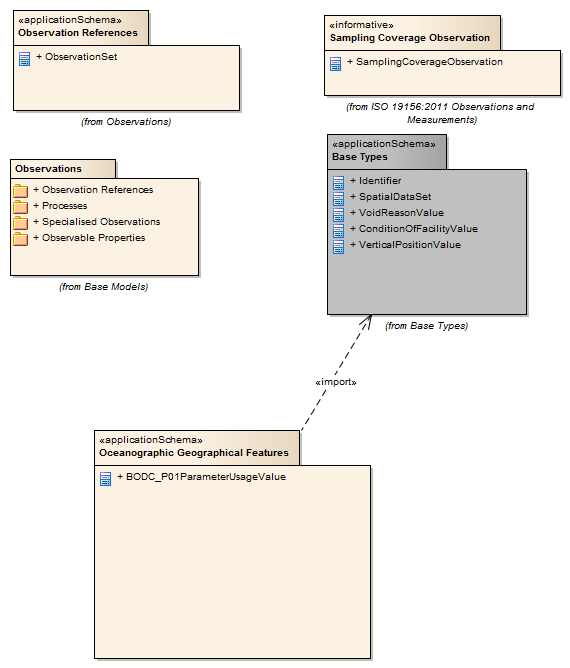 «applicationSchema»
Observation References
+ ObservationSet
(from Observations)
«informative»
Sampling Coverage Observation
+ SamplingCoverageObservation
(from ISO 19156:2011 Observations and
Measurements)
Observations
+ Observation References
+ Processes
+ Specialised Observations
+ Observable Properties
(from Base Models)
«applicationSchema»
Base Types
+ Identifier
+ SpatialDataSet
+ VoidReasonValue
+ ConditionOfFacilityValue
+ VerticalPositionValue
(from Base Types)
«import»
«applicationSchema»
Oceanographic Geographical Features
+ BODC_P01ParameterUsageValue